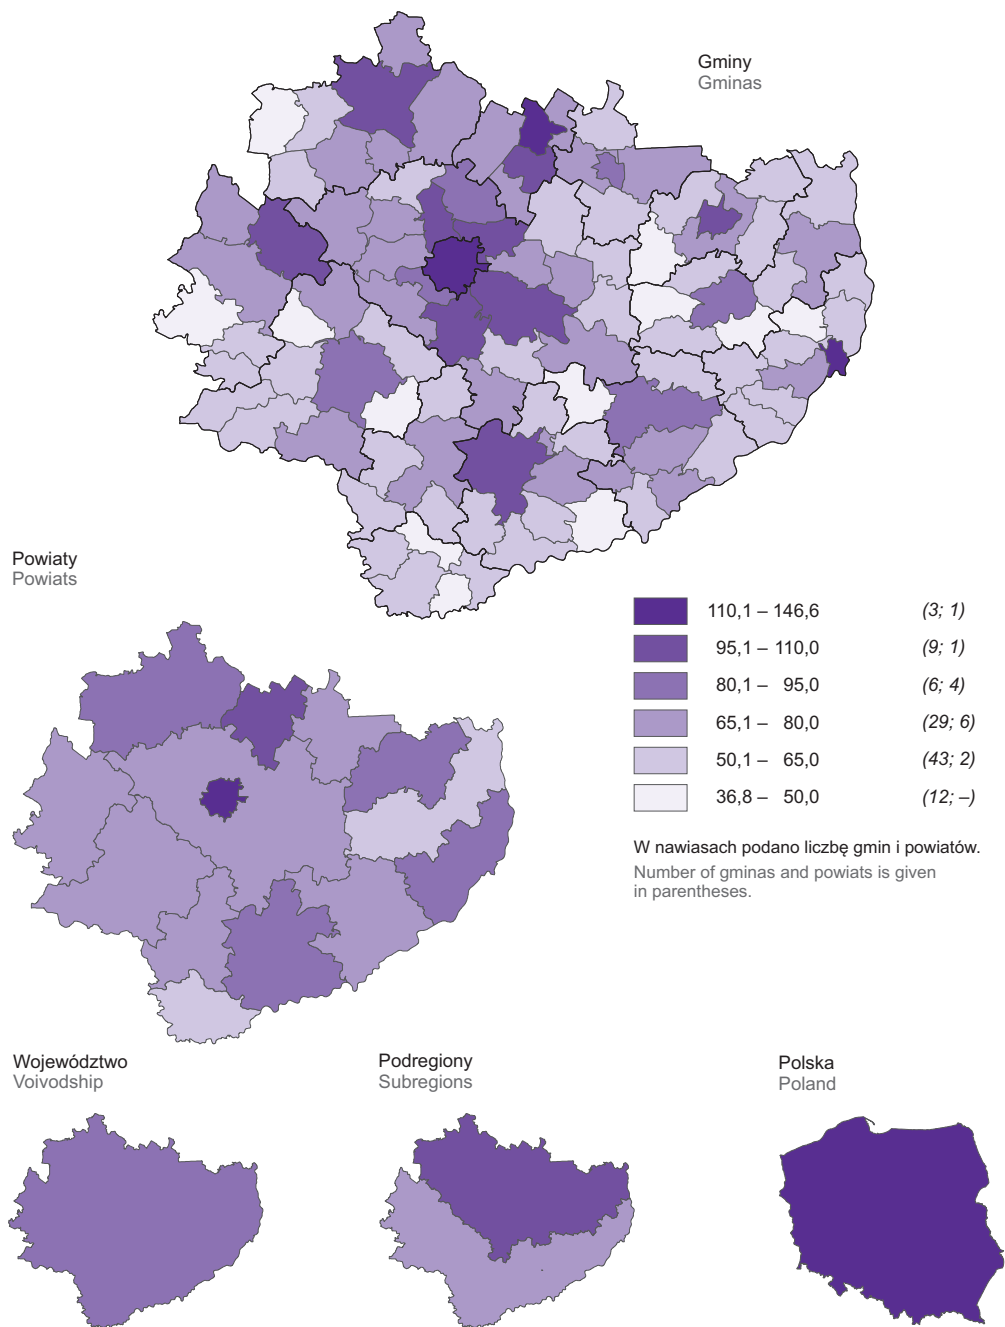 Gminy
Gminas
Powiaty
Powiats
110,1 – 146,6 (3; 1)
95,1 – 110,0 (9; 1)
80,1 – 95,0 (6; 4)
65,1 – 80,0 (29; 6)
50,1 – 65,0 (43; 2)
36,8 – 50,0 (12; –)
W nawiasach podano liczbę gmin i powiatów.
Number of gminas and powiats is given
in parentheses.
Województwo
Voivodship
Podregiony
Subregions
Polska
Poland